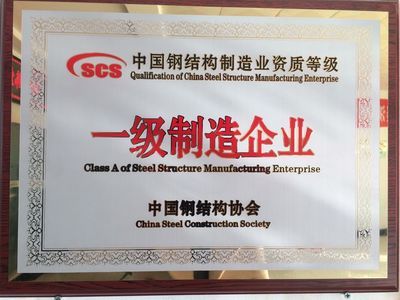 SCS
中国钢结构制造业资质等级
Qualification of China Steel Structure Manufacturing Enterprise
一级制造企业
Class A of Steel Structure Manufacturing Enterprise
中国钢结构协会
China Steel Construction Society